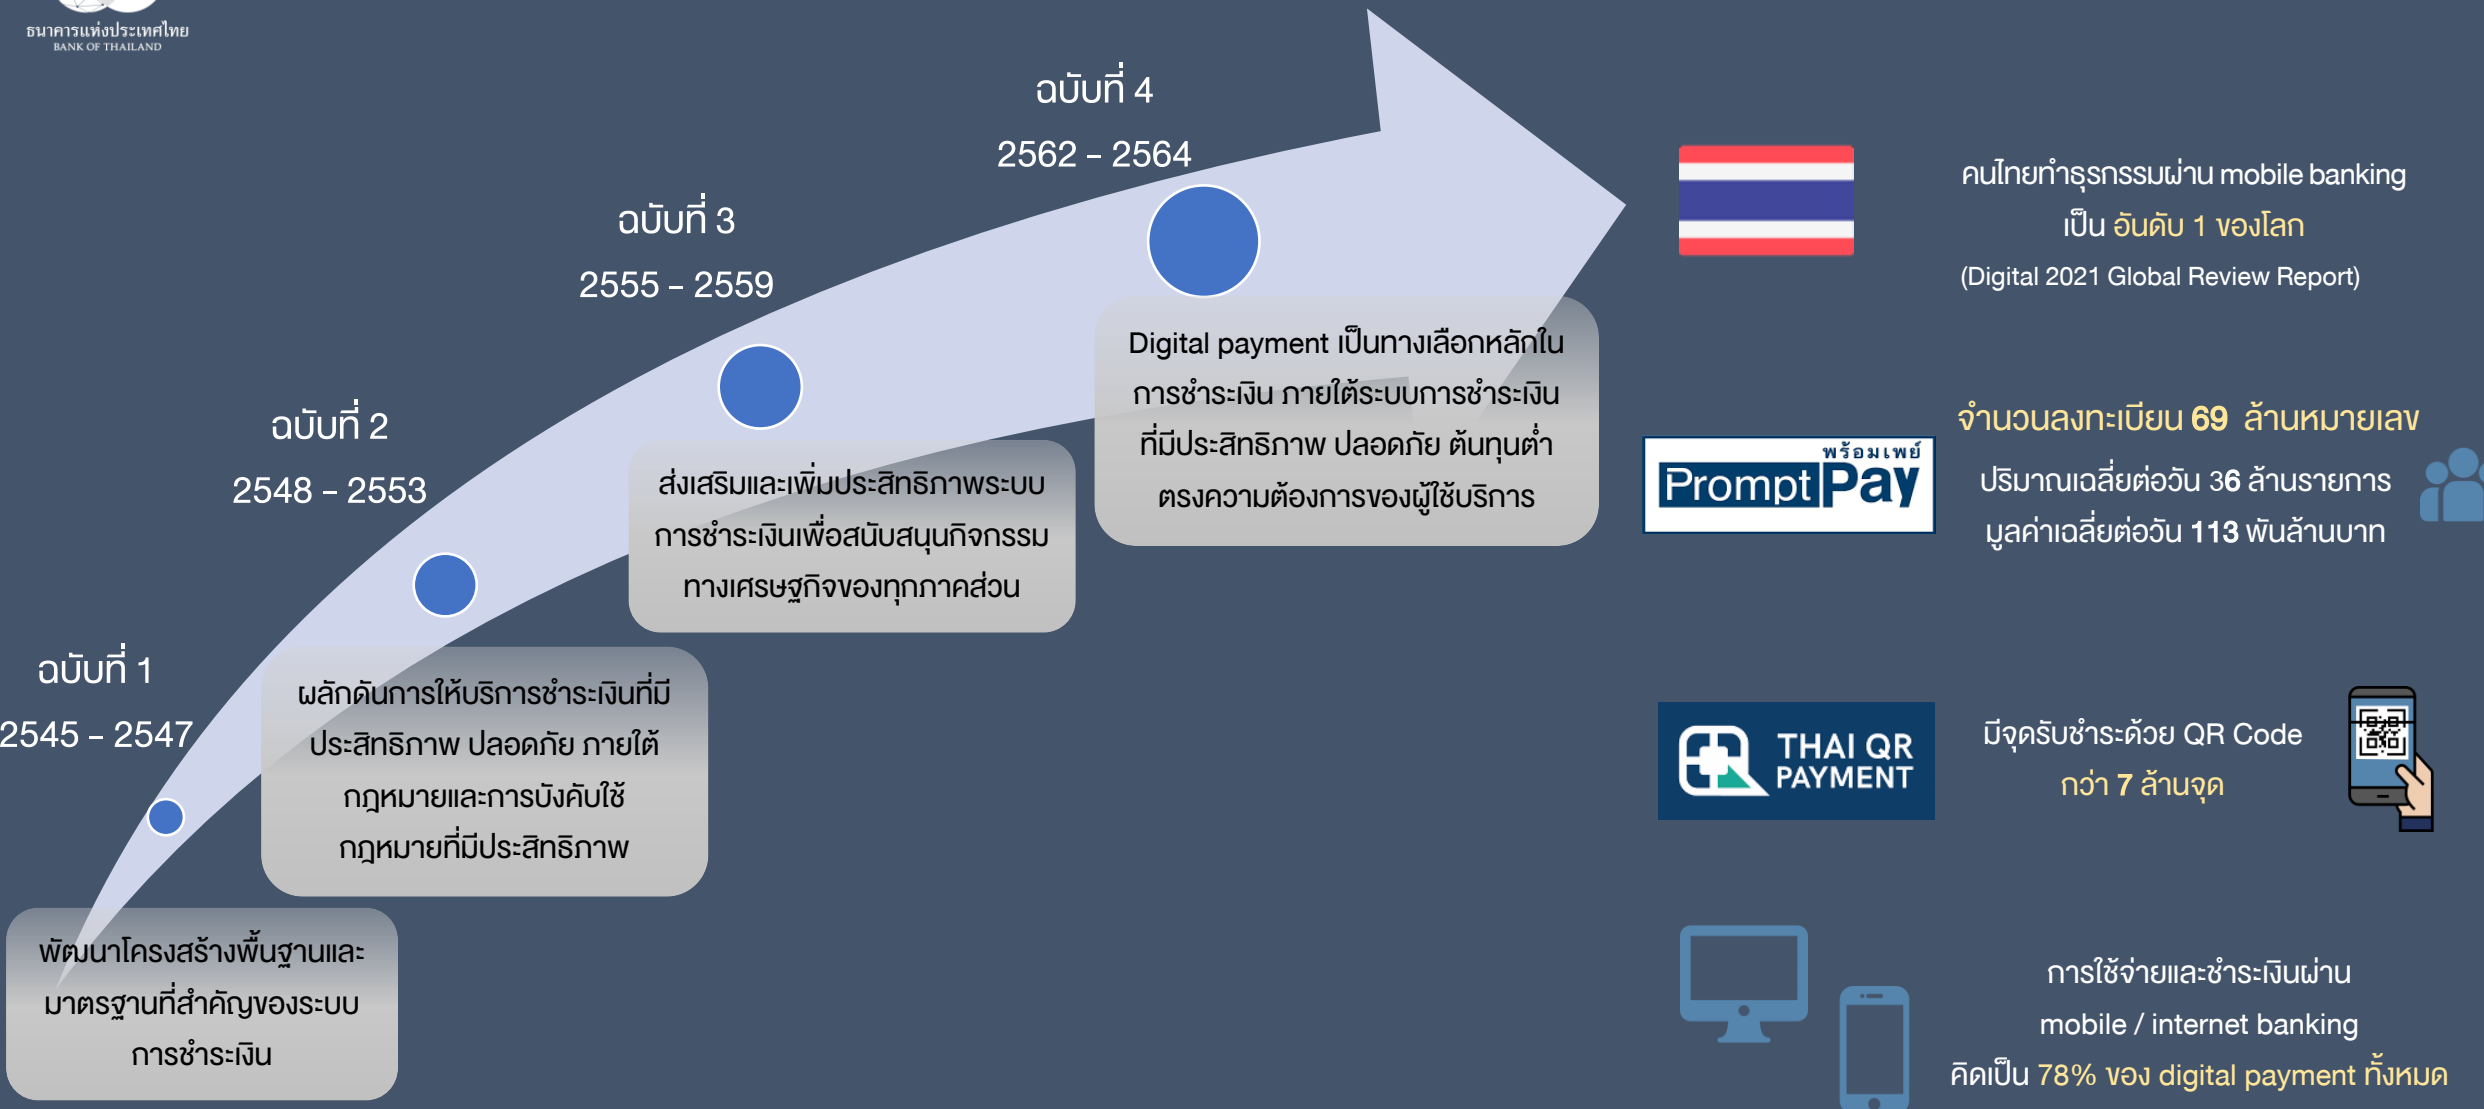 ธนาคารแห่งประเทศไทย
BANK OF THAILAND
ฉบับที่ 1
2545 – 2547
พัฒนาโครงสร้างพื้นฐานและ
มาตรฐานที่สำคัญของระบบ
การชำระเงิน
ฉบับที่ 2
2548 – 2553
ผลักดันการให้บริการชำระเงินที่มี
ประสิทธิภาพ ปลอดภัย ภายใต้
กฎหมายและการบังคับใช้
กฎหมายที่มีประสิทธิภาพ
ฉบับที่ 3
2555 – 2559
ส่งเสริมและเพิ่มประสิทธิภาพระบบ
การชำระเงินเพื่อสนับสนุนกิจกรรม
ทางเศรษฐกิจของทุกภาคส่วน
ฉบับที่ 4
2562 – 2564
Digital payment เป็นทางเลือกหลักใน
การชำระเงิน ภายใต้ระบบการชำระเงิน
ที่มีประสิทธิภาพ ปลอดภัย ต้นทุนต่ำ
ตรงความต้องการของผู้ใช้บริการ
คนไทยทำธุรกรรมผ่าน mobile banking
เป็น อันดับ 1 ของโลก
(Digital 2021 Global Review Report)
พร้อมเพย์
Prompt Pay
จำนวนลงทะเบียน 69 ล้านหมายเลข
ปริมาณเฉลี่ยต่อวัน 36 ล้านรายการ
มูลค่าเฉลี่ยต่อวัน 113 พันล้านบาท
THAI QR
PAYMENT
มีจุดรับชำระด้วย QR Code
กว่า 7 ล้านจุด
การใช้จ่ายและชำระเงินผ่าน
mobile / internet banking
คิดเป็น 78% ของ digital payment ทั้งหมด